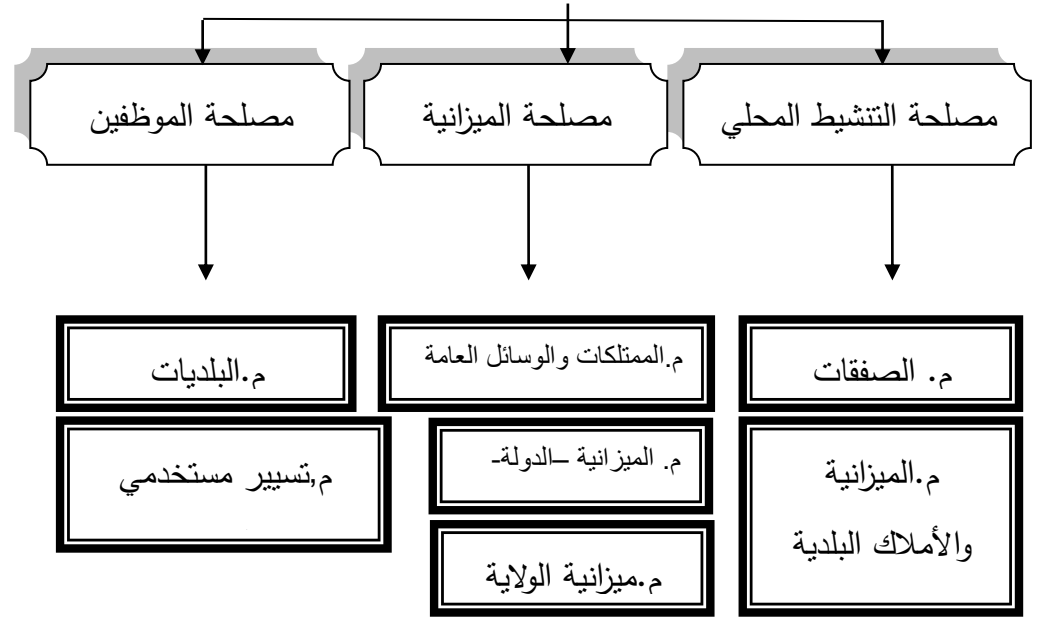 مصلحة التنشيط المحلي
مصلحة الميزانية
مصلحة الموظفين
م. الصفقات
م.الممتلكات والوسائل العامة
م.البلديات
م.الميزانية
والأملاك البلدية
م. الميزانية –الدولة-
م,تسيير مستخدمي
م.ميزانية الولاية